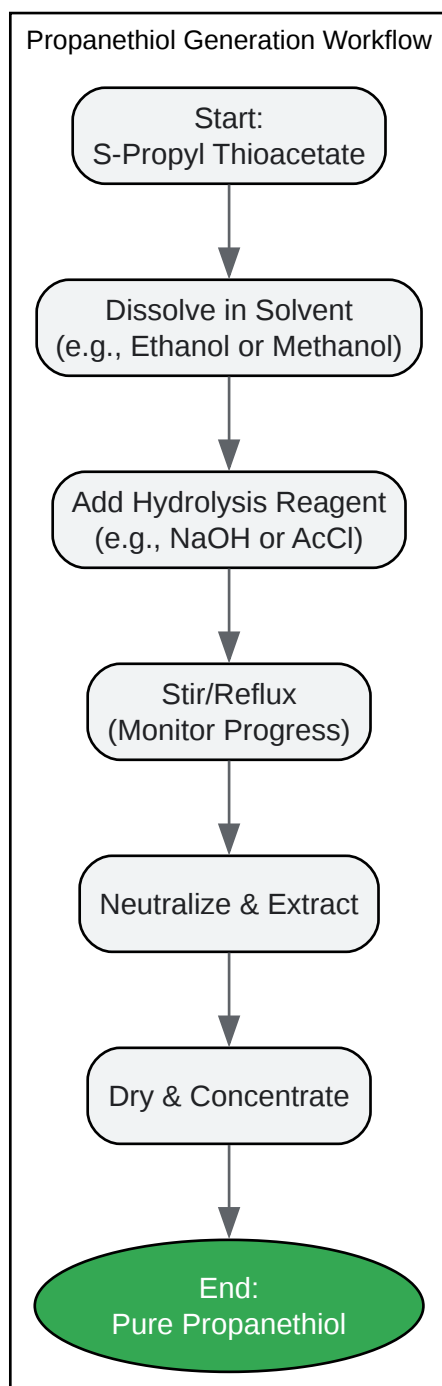 Propanethiol Generation Workflow
Start:
S-Propyl Thioacetate
Dissolve in Solvent
(e.g., Ethanol or Methanol)
Add Hydrolysis Reagent
(e.g., NaOH or AcCl)
Stir/Reflux
(Monitor Progress)
Neutralize & Extract
Dry & Concentrate
End:
Pure Propanethiol